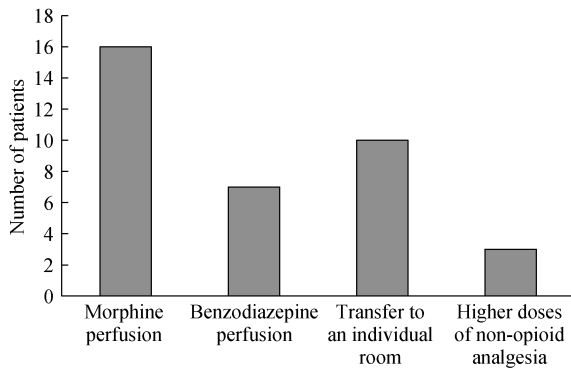 Number of patients
18
16
14
12
10
8
6
4
2
0
Morphine
perfusion
Benzodiazepine
perfusion
Transfer to
an individual
room
Higher doses
of non-opioid
analgesia